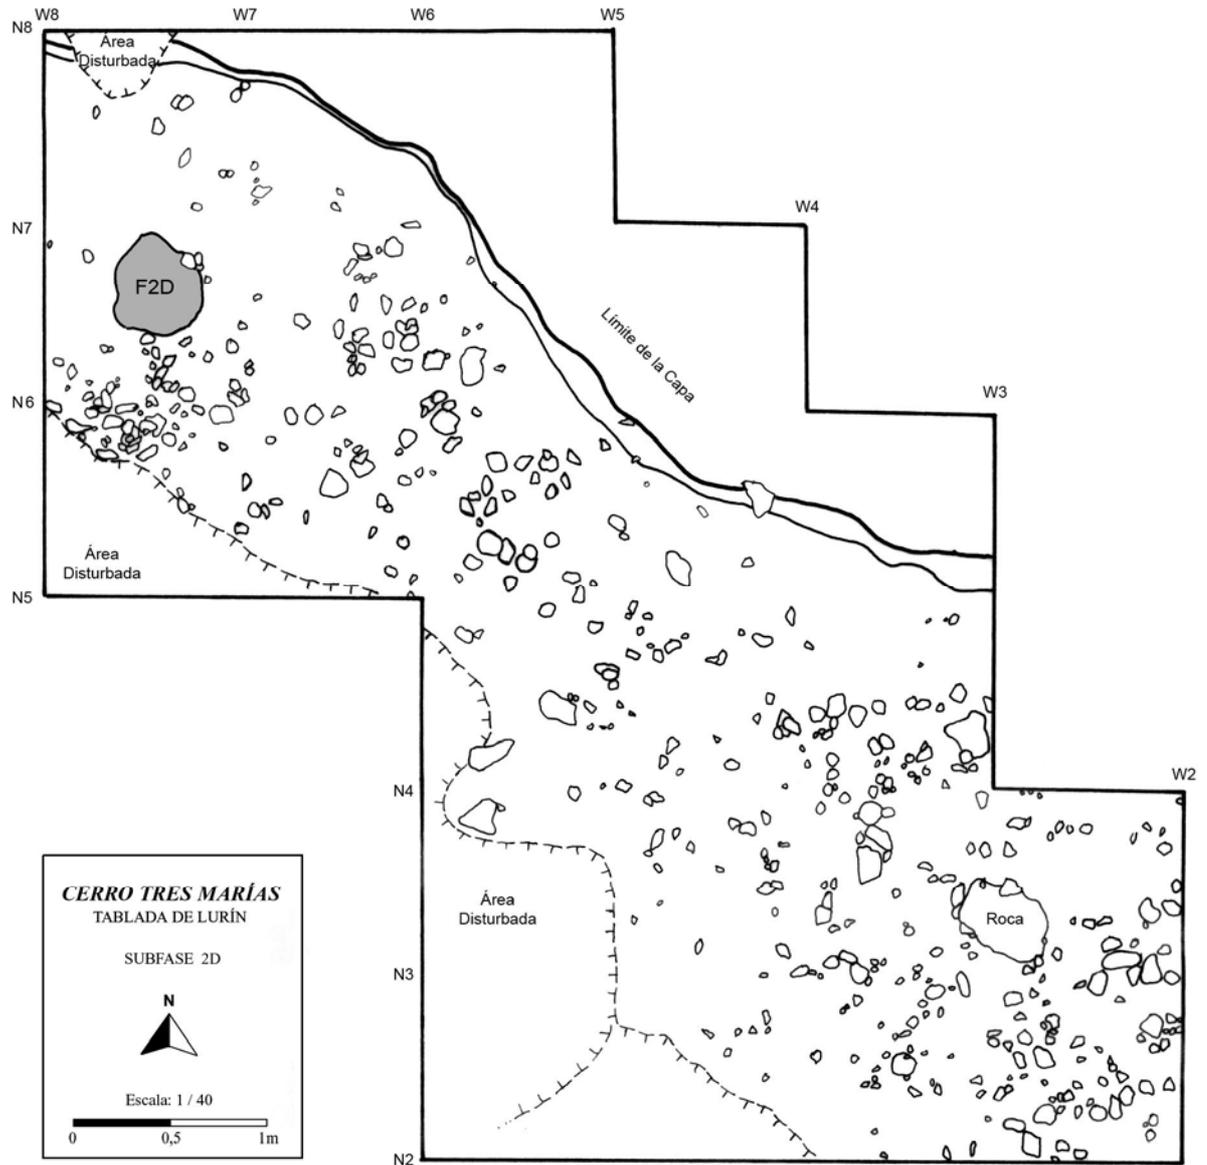 W8
W7
W6
W5
N8
Área
Disturbada
W4
N7
F2D
Límite de la Capa
W3
N6
Área
Disturbada
N5
W2
N4
CERRO TRES MARÍAS
TABLADA DE LURÍN
SUBFASE 2D
N
Escala: 1 / 40
0 0,5 1m
Área
Disturbada
Roca
N3
N2